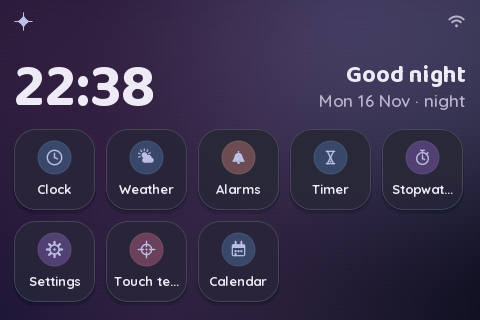 22:38
Good night
Mon 16 Nov · night
Clock
Weather
Alarms
Timer
Stopwat...
Settings
Touch te...
Calendar